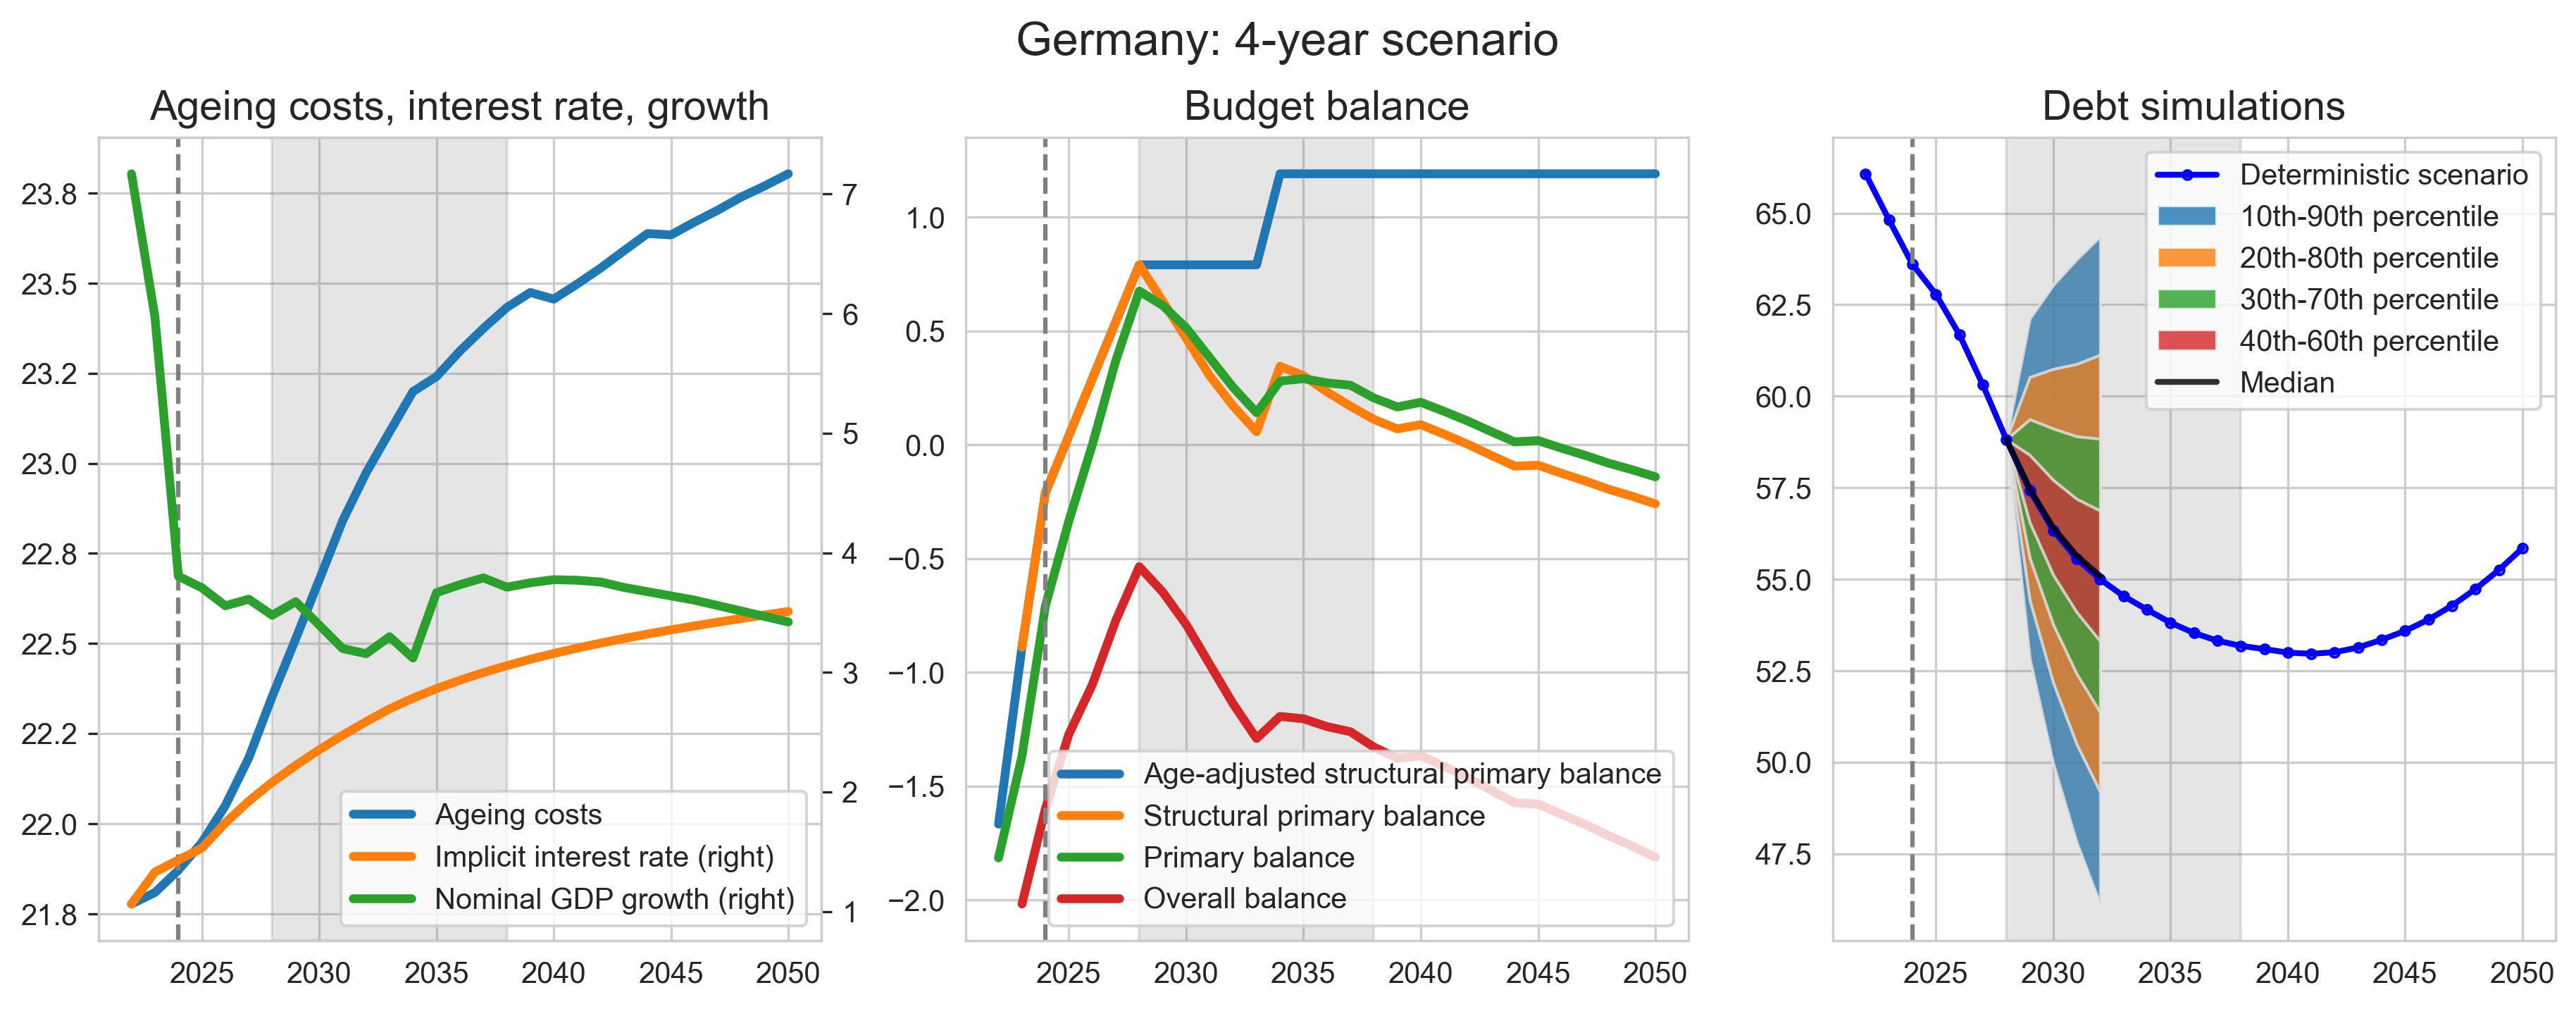 Germany: 4-year scenario
Ageing costs, interest rate, growth
23.8
23.5
23.2
23.0
22.8
22.5
22.2
22.0
21.8
7
6
5
4
3
2
1
2025 2030 2035 2040 2045 2050
Ageing costs
Implicit interest rate (right)
Nominal GDP growth (right)
Budget balance
1.0
0.5
0.0
−0.5
−1.0
−1.5
−2.0
2025 2030 2035 2040 2045 2050
Age-adjusted structural primary balance
Structural primary balance
Primary balance
Overall balance
Debt simulations
65.0
62.5
60.0
57.5
55.0
52.5
50.0
47.5
2025 2030 2035 2040 2045 2050
Deterministic scenario
10th-90th percentile
20th-80th percentile
30th-70th percentile
40th-60th percentile
Median